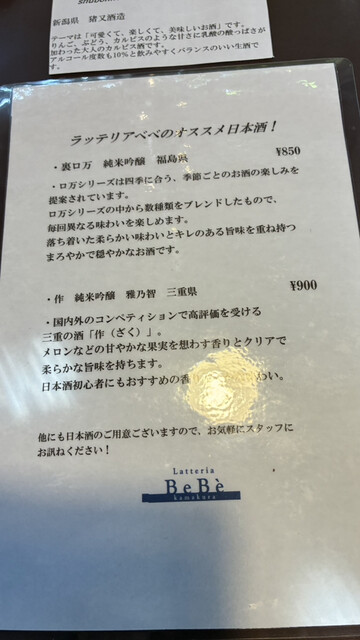 新潟県　猪又酒造
テーマは「可愛くて、楽しくて、美味しいお酒」です。
りんご、ぶどう、カルピスのような甘さに乳酸の酸っぱさが
加わった大人のカルピス酒です。
アルコール度数も10%と飲みやすくバランスのいい生酒で
す。
ラッテリアベベのオススメ日本酒！
・裏ロ万　純米吟醸　福島県　¥850
・ロ万シリーズは四季に合う、季節ごとのお酒の楽しみを
提案されています。
ロ万シリーズの中から数種類をブレンドしたもので、
毎回異なる味わいを楽しめます。
落ち着いた柔らかい味わいとキレのある旨味を重ね持つ
まろやかで穏やかなお酒です。
・作　純米吟醸　雅乃智　三重県　¥900
・国内外のコンペティションで高評価を受ける
三重の酒「作（ざく）」。
メロンなどの甘やかな果実を思わす香りとクリアで
柔らかな旨味を持ちます。
日本酒初心者にもおすすめの香り
い。
他にも日本酒のご用意ございますので、お気軽にスタッフに
お訊ねください！
Latteria
BeBè
kamakura